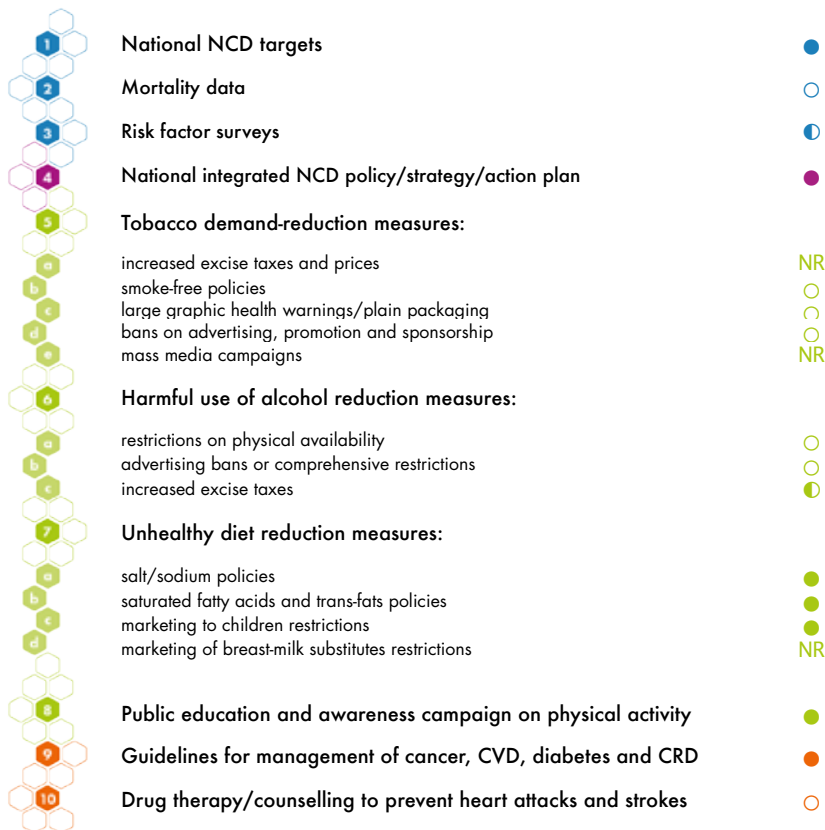 1 National NCD targets ●
2 Mortality data ○
3 Risk factor surveys ◐
4 National integrated NCD policy/strategy/action plan ●
5 Tobacco demand-reduction measures:
a increased excise taxes and prices NR
b smoke-free policies ○
c large graphic health warnings/plain packaging ○
d bans on advertising, promotion and sponsorship ○
e mass media campaigns NR
6 Harmful use of alcohol reduction measures:
a restrictions on physical availability ○
b advertising bans or comprehensive restrictions ○
c increased excise taxes ◐
7 Unhealthy diet reduction measures:
a salt/sodium policies ●
b saturated fatty acids and trans-fats policies ●
c marketing to children restrictions ●
d marketing of breast-milk substitutes restrictions NR
8 Public education and awareness campaign on physical activity ●
9 Guidelines for management of cancer, CVD, diabetes and CRD ●
10 Drug therapy/counselling to prevent heart attacks and strokes ○